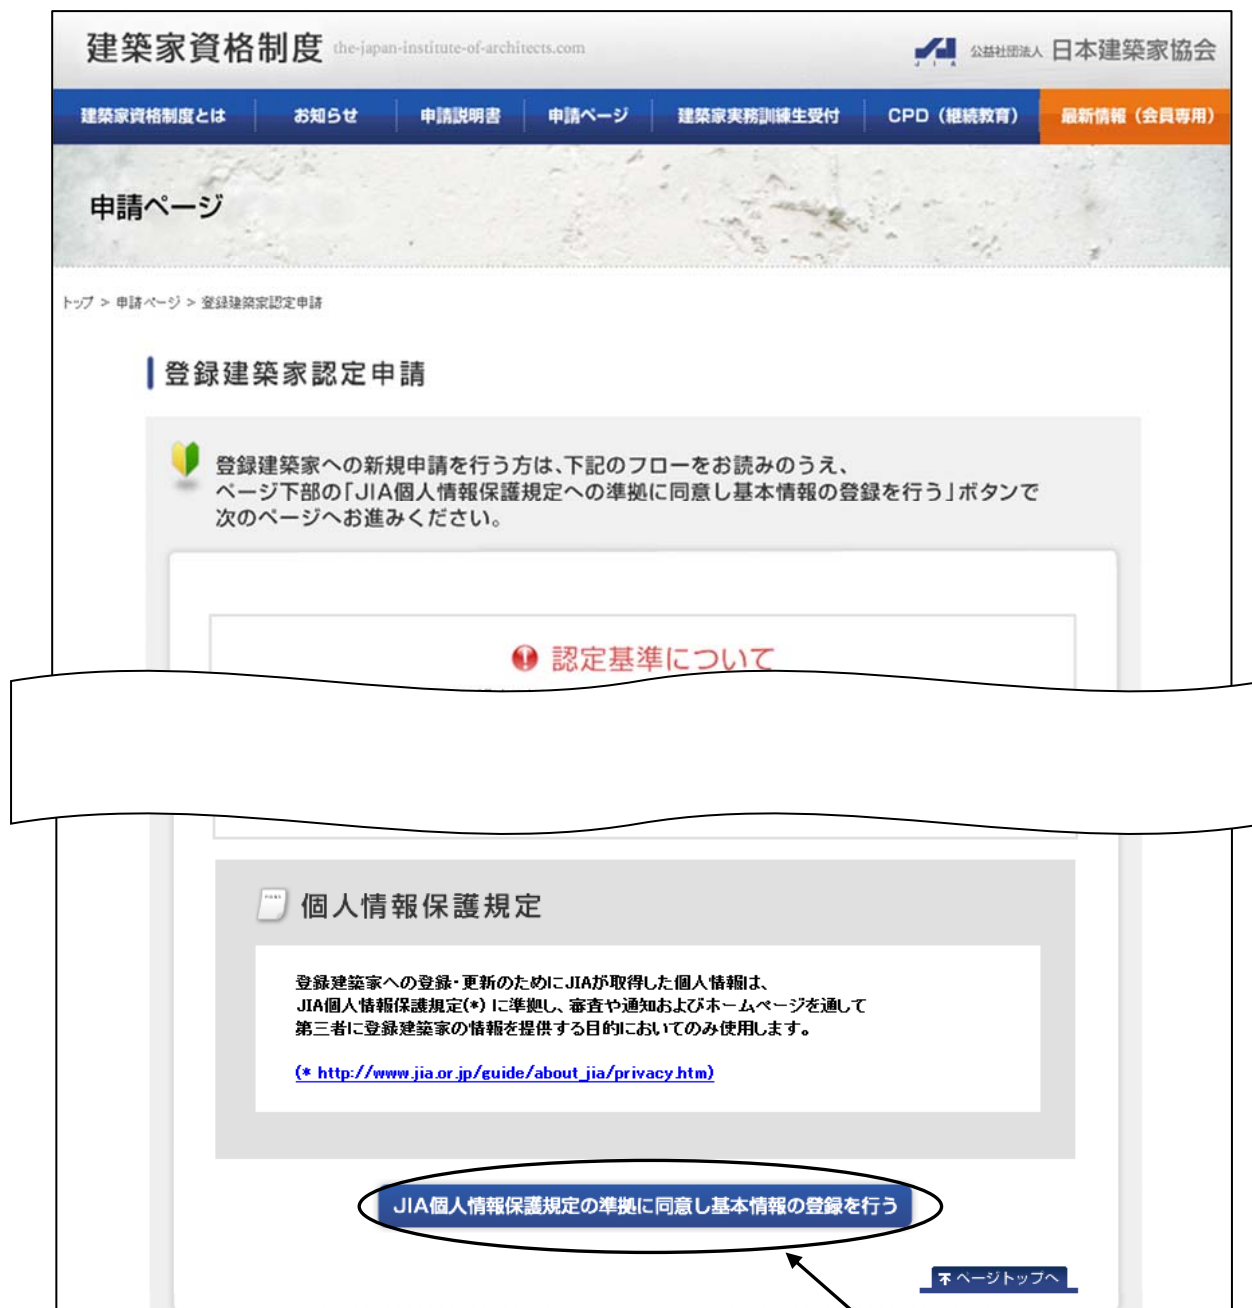 建築家資格制度 the-japan-institute-of-architects.com
JIA 公益社団法人 日本建築家協会
建築家資格制度とは お知らせ 申請説明書 申請ページ 建築家実務訓練生受付 CPD（継続教育） 最新情報（会員専用）
申請ページ
トップ > 申請ページ > 登録建築家認定申請
登録建築家認定申請
登録建築家への新規申請を行う方は、下記のフローをお読みのうえ、
ページ下部の「JIA個人情報保護規定への準拠に同意し基本情報の登録を行う」ボタンで
次のページへお進みください。
認定基準について
個人情報保護規定
登録建築家への登録・更新のためにJIAが取得した個人情報は、
JIA個人情報保護規定(*) に準拠し、審査や通知およびホームページを通して
第三者に登録建築家の情報を提供する目的においてのみ使用します。
(* http://www.jia.or.jp/guide/about_jia/privacy.htm)
JIA個人情報保護規定の準拠に同意し基本情報の登録を行う
ページトップへ